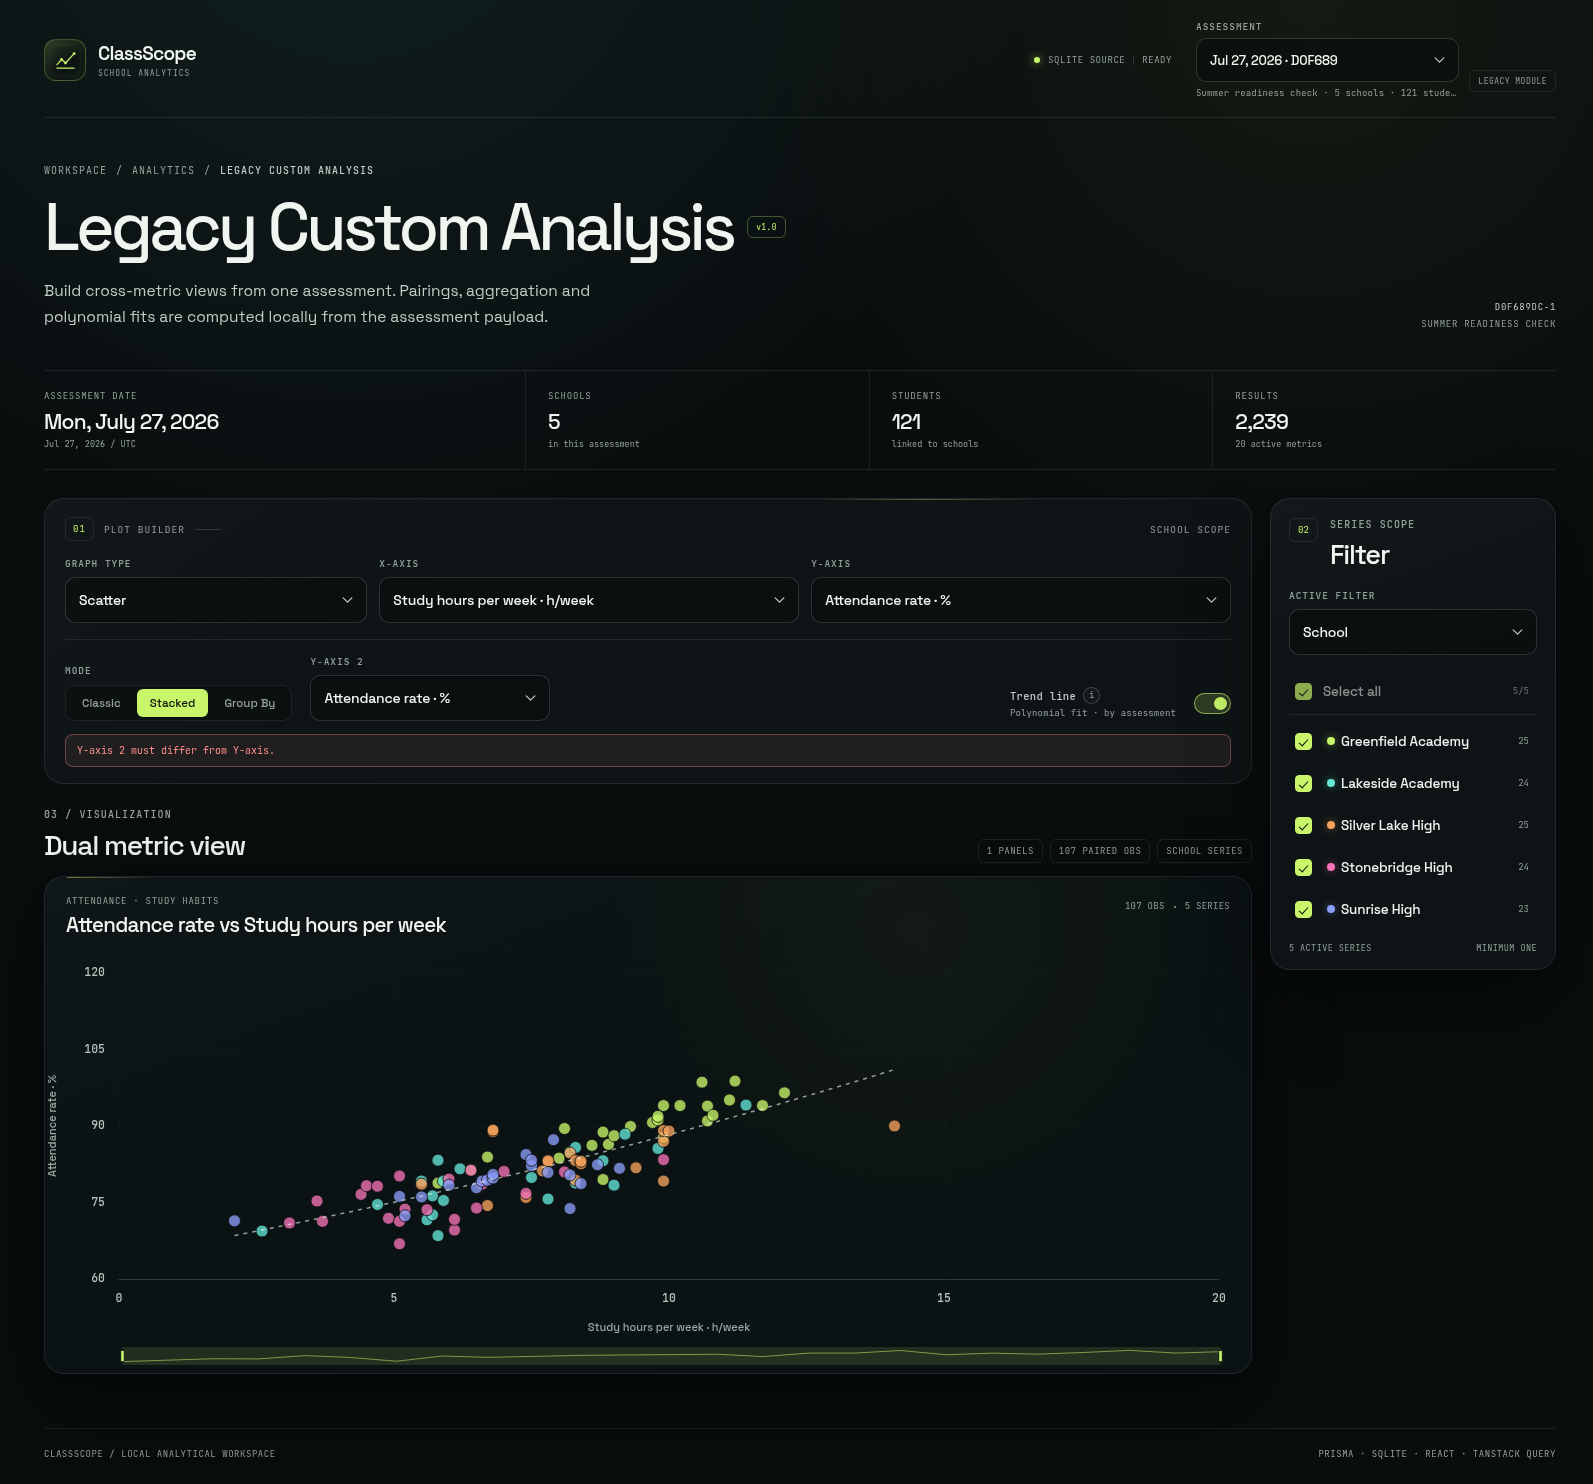 ClassScope
SCHOOL ANALYTICS
SQLITE SOURCE | READY
ASSESSMENT
Jul 27, 2026 · D0F689
Summer readiness check · 5 schools · 121 stude…
LEGACY MODULE
WORKSPACE / ANALYTICS / LEGACY CUSTOM ANALYSIS
Legacy Custom Analysis
v1.0
Build cross-metric views from one assessment. Pairings, aggregation and
polynomial fits are computed locally from the assessment payload.
D0F689DC-1
SUMMER READINESS CHECK
ASSESSMENT DATE
Mon, July 27, 2026
Jul 27, 2026 / UTC
SCHOOLS
5
in this assessment
STUDENTS
121
linked to schools
RESULTS
2,239
20 active metrics
01 PLOT BUILDER
SCHOOL SCOPE
GRAPH TYPE
Scatter
X-AXIS
Study hours per week · h/week
Y-AXIS
Attendance rate · %
MODE
Classic Stacked Group By
Y-AXIS 2
Attendance rate · %
Trend line i
Polynomial fit · by assessment
Y-axis 2 must differ from Y-axis.
02 SERIES SCOPE
Filter
ACTIVE FILTER
School
Select all 5/5
Greenfield Academy 25
Lakeside Academy 24
Silver Lake High 25
Stonebridge High 24
Sunrise High 23
5 ACTIVE SERIES MINIMUM ONE
03 / VISUALIZATION
Dual metric view
1 PANELS
107 PAIRED OBS
SCHOOL SERIES
ATTENDANCE · STUDY HABITS
Attendance rate vs Study hours per week
107 OBS · 5 SERIES
120
105
90
75
60
Attendance rate · %
0 5 10 15 20
Study hours per week · h/week
CLASSSCOPE / LOCAL ANALYTICAL WORKSPACE
PRISMA · SQLITE · REACT · TANSTACK QUERY